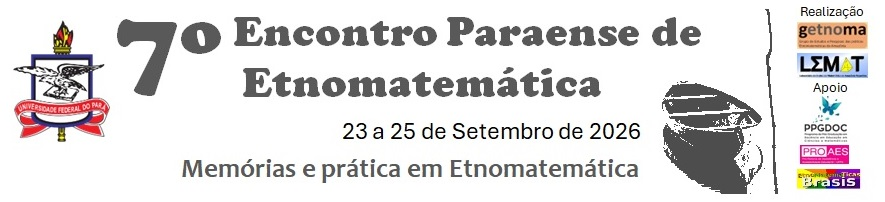 7º Encontro Paraense de
Etnomatemática
23 a 25 de Setembro de 2026
Memórias e prática em Etnomatemática
UNIVERSIDADE FEDERAL DO PARÁ
Realização
getnoma
LEMAT
Apoio
PPGDOC
PROAES
Brasis